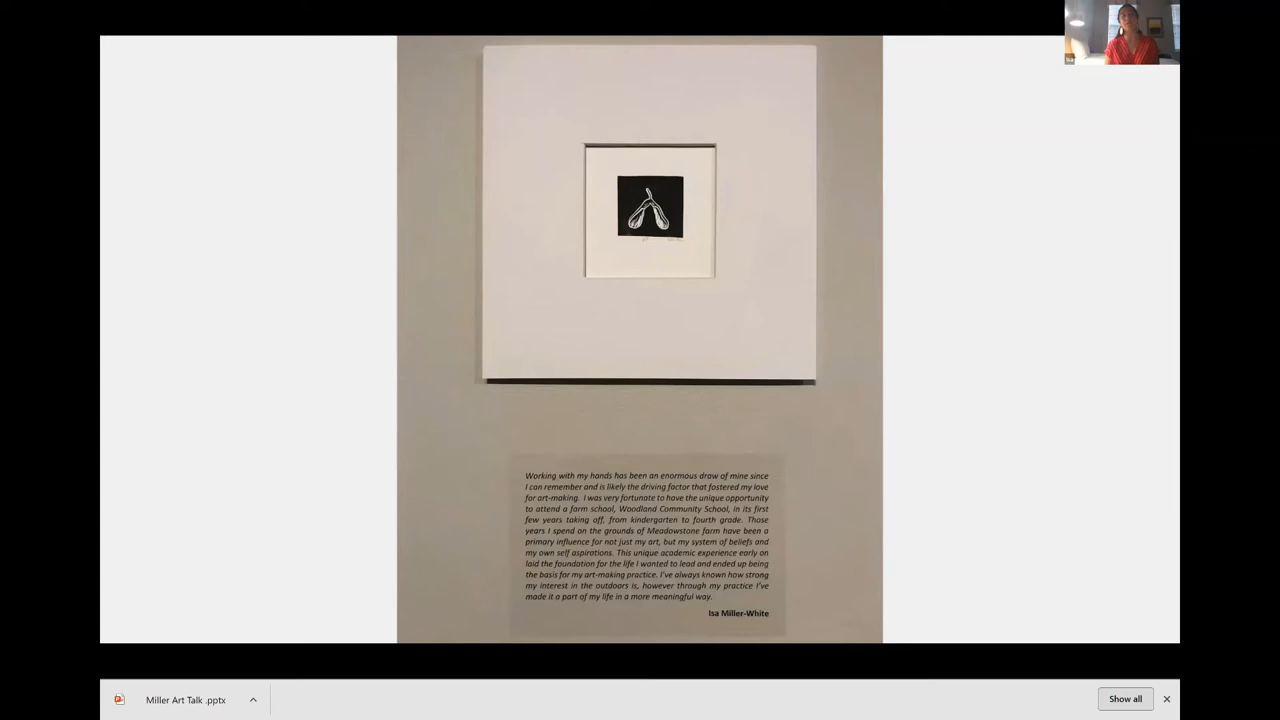 Working with my hands has been an enormous draw of mine since
I can remember and is likely the driving factor that fostered my love
for art-making. I was very fortunate to have the unique opportunity
to attend a farm school, Woodland Community School, in its first
few years taking off, from kindergarten to fourth grade. Those
years I spend on the grounds of Meadowstone farm have been a
primary influence for not just my art, but my system of beliefs and
my own self aspirations. This unique academic experience early on
laid the foundation for the life I wanted to lead and ended up being
the basis for my art-making practice. I've always known how strong
my interest in the outdoors is, however through my practice I've
made it a part of my life in a more meaningful way.
Isa Miller-White
Miller Art Talk .pptx
Show all